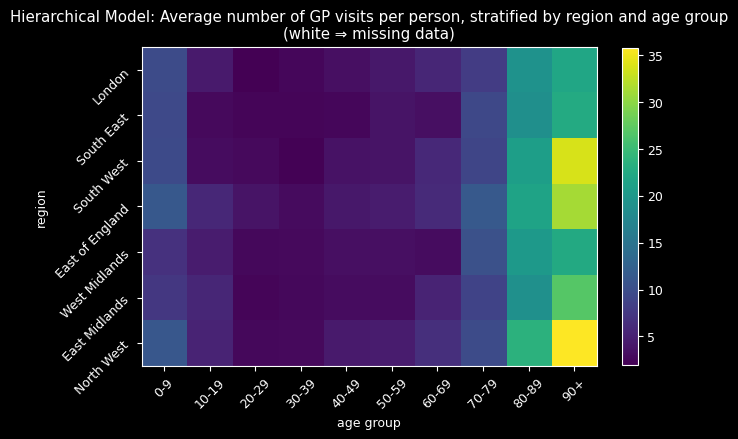 Hierarchical Model: Average number of GP visits per person, stratified by region and age group
(white ⇒ missing data)
region
London
South East
South West
East of England
West Midlands
East Midlands
North West
0-9
10-19
20-29
30-39
40-49
50-59
60-69
70-79
80-89
90+
age group
35
30
25
20
15
10
5